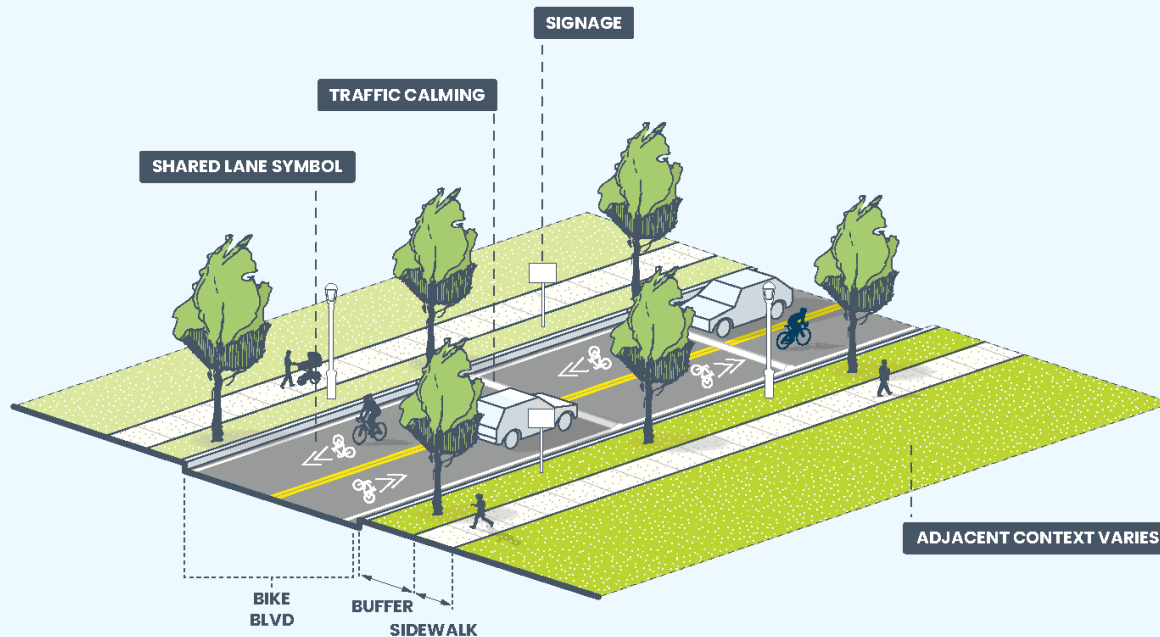 SIGNAGE
TRAFFIC CALMING
SHARED LANE SYMBOL
ADJACENT CONTEXT VARIES
BIKE
BLVD
BUFFER
SIDEWALK